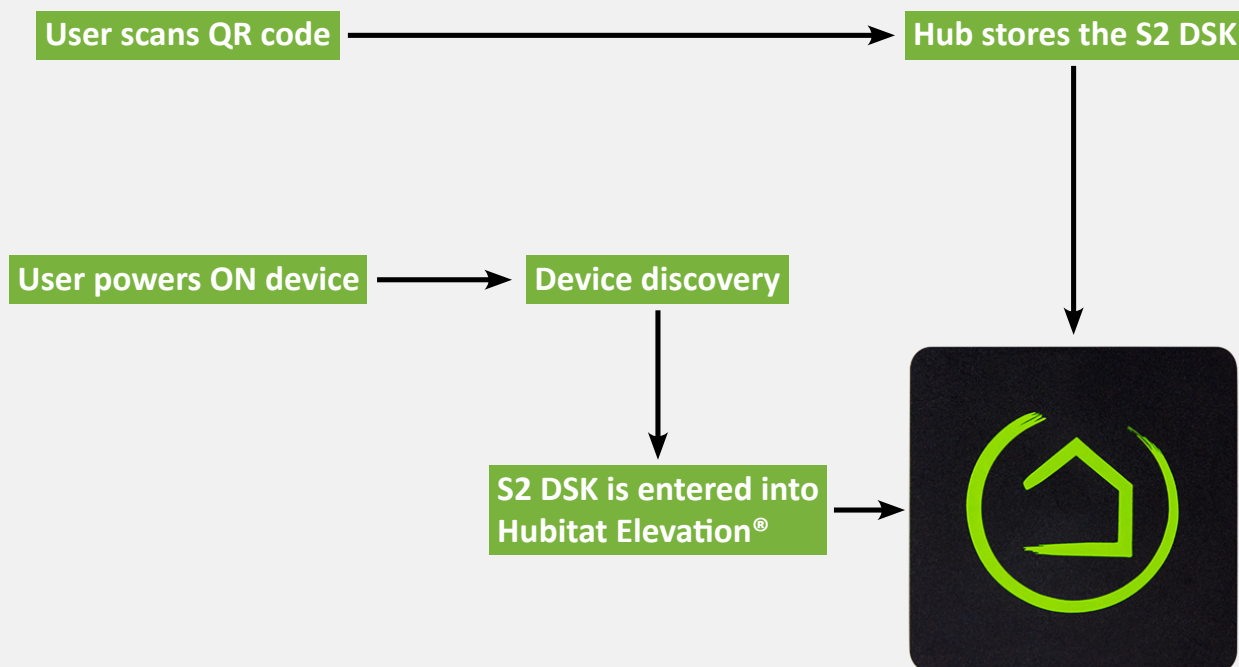 User scans QR code
Hub stores the S2 DSK
User powers ON device
Device discovery
S2 DSK is entered into
Hubitat Elevation®